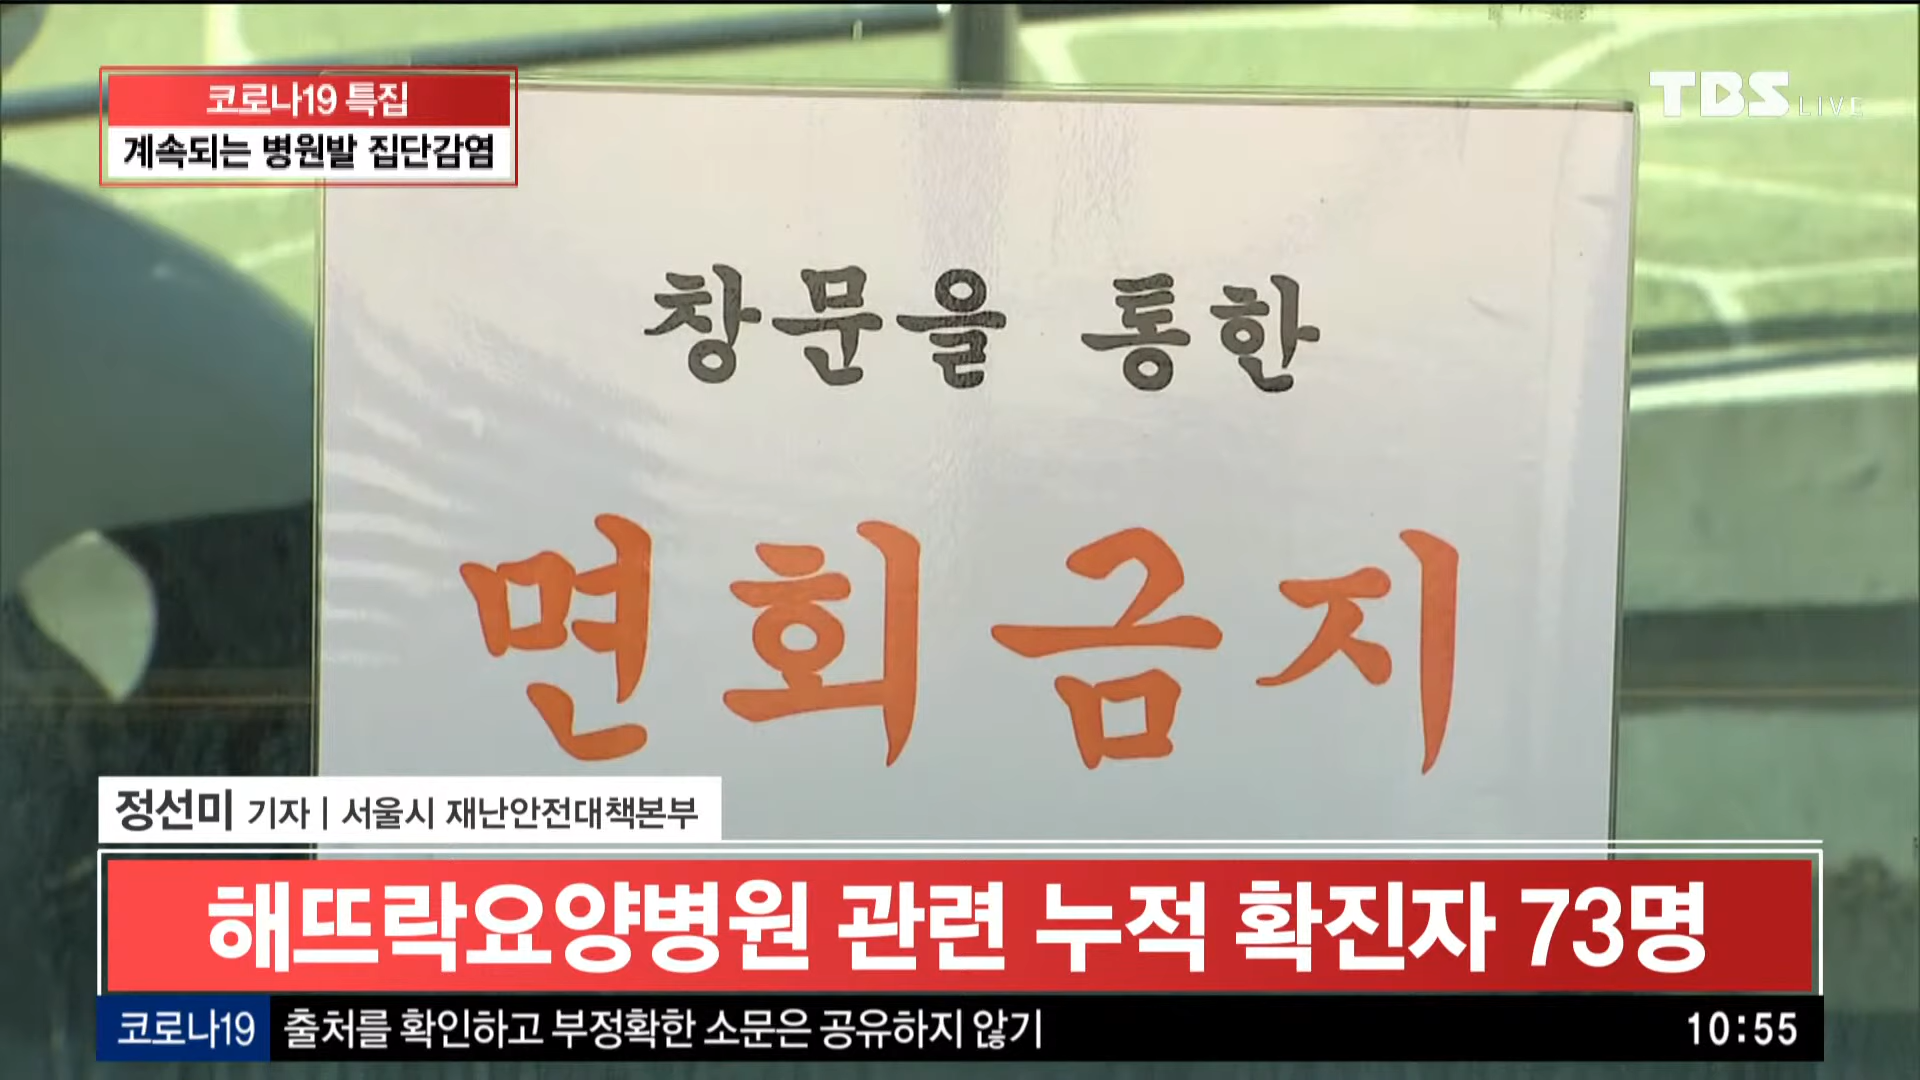 코로나19 특집
계속되는 병원발 집단감염
TBS LIVE
창문을 통한
면회금지
정선미 기자 | 서울시 재난안전대책본부
해뜨락요양병원 관련 누적 확진자 73명
코로나19 출처를 확인하고 부정확한 소문은 공유하지 않기 10:55